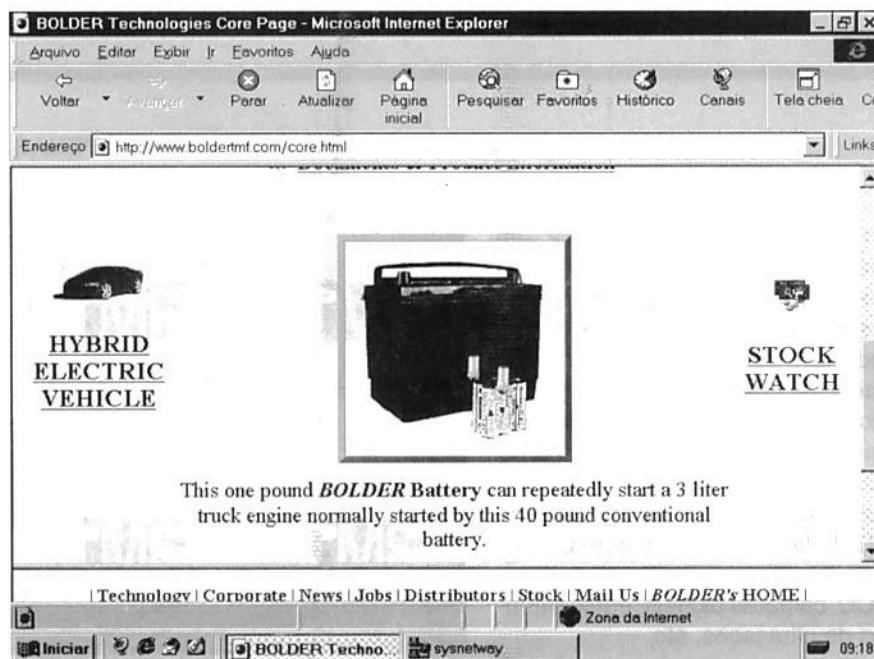 BOLDER Technologies Core Page - Microsoft Internet Explorer
Arquivo Editar Exibir Ir Favoritos Ajuda
Voltar Avançar Parar Atualizar Página inicial Pesquisar Favoritos Histórico Canais Tela cheia
Endereço http://www.boldertmf.com/core.html Links
Documents & Product Information
HYBRID
ELECTRIC
VEHICLE
STOCK
WATCH
This one pound BOLDER Battery can repeatedly start a 3 liter
truck engine normally started by this 40 pound conventional
battery.
| Technology | Corporate | News | Jobs | Distributors | Stock | Mail Us | BOLDER's HOME |
Zona da Internet
Iniciar BOLDER Techno... sysnetway 09:18